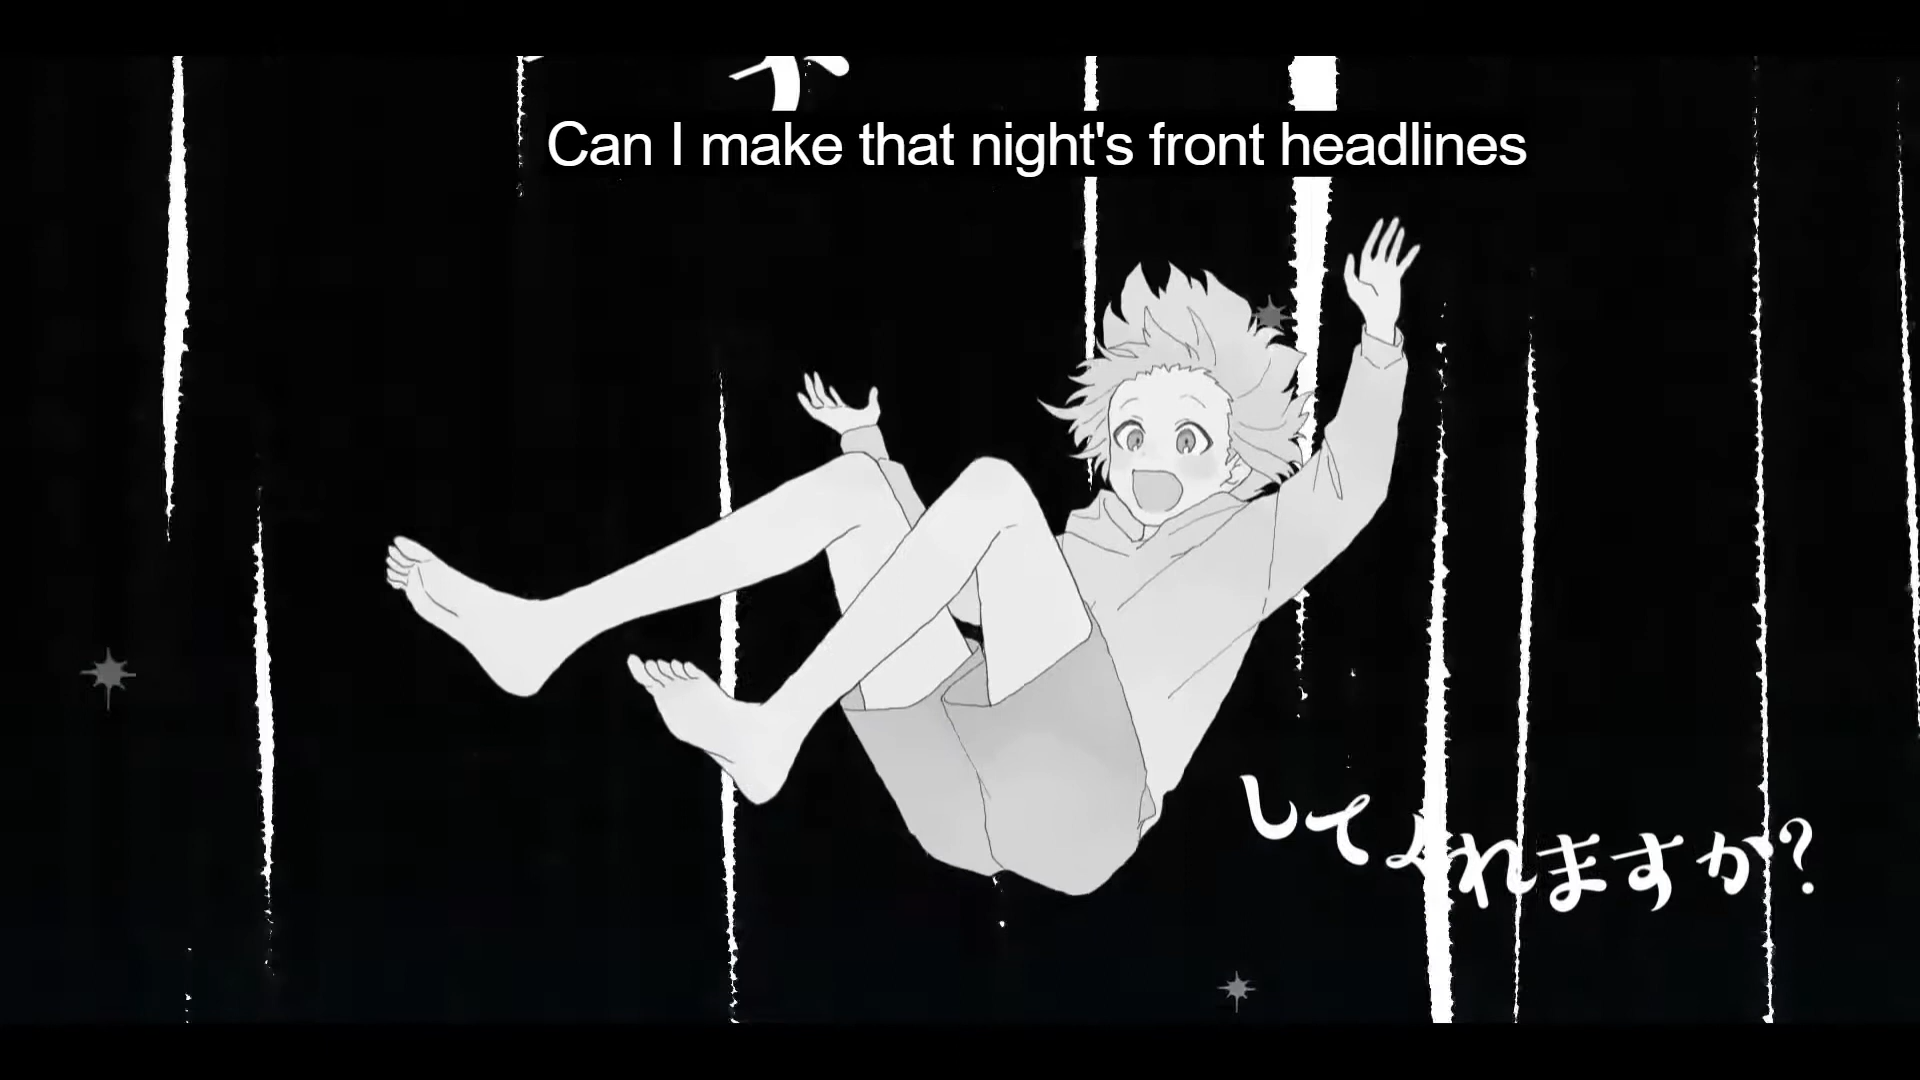 Can I make that night's front headlines
してくれますか?